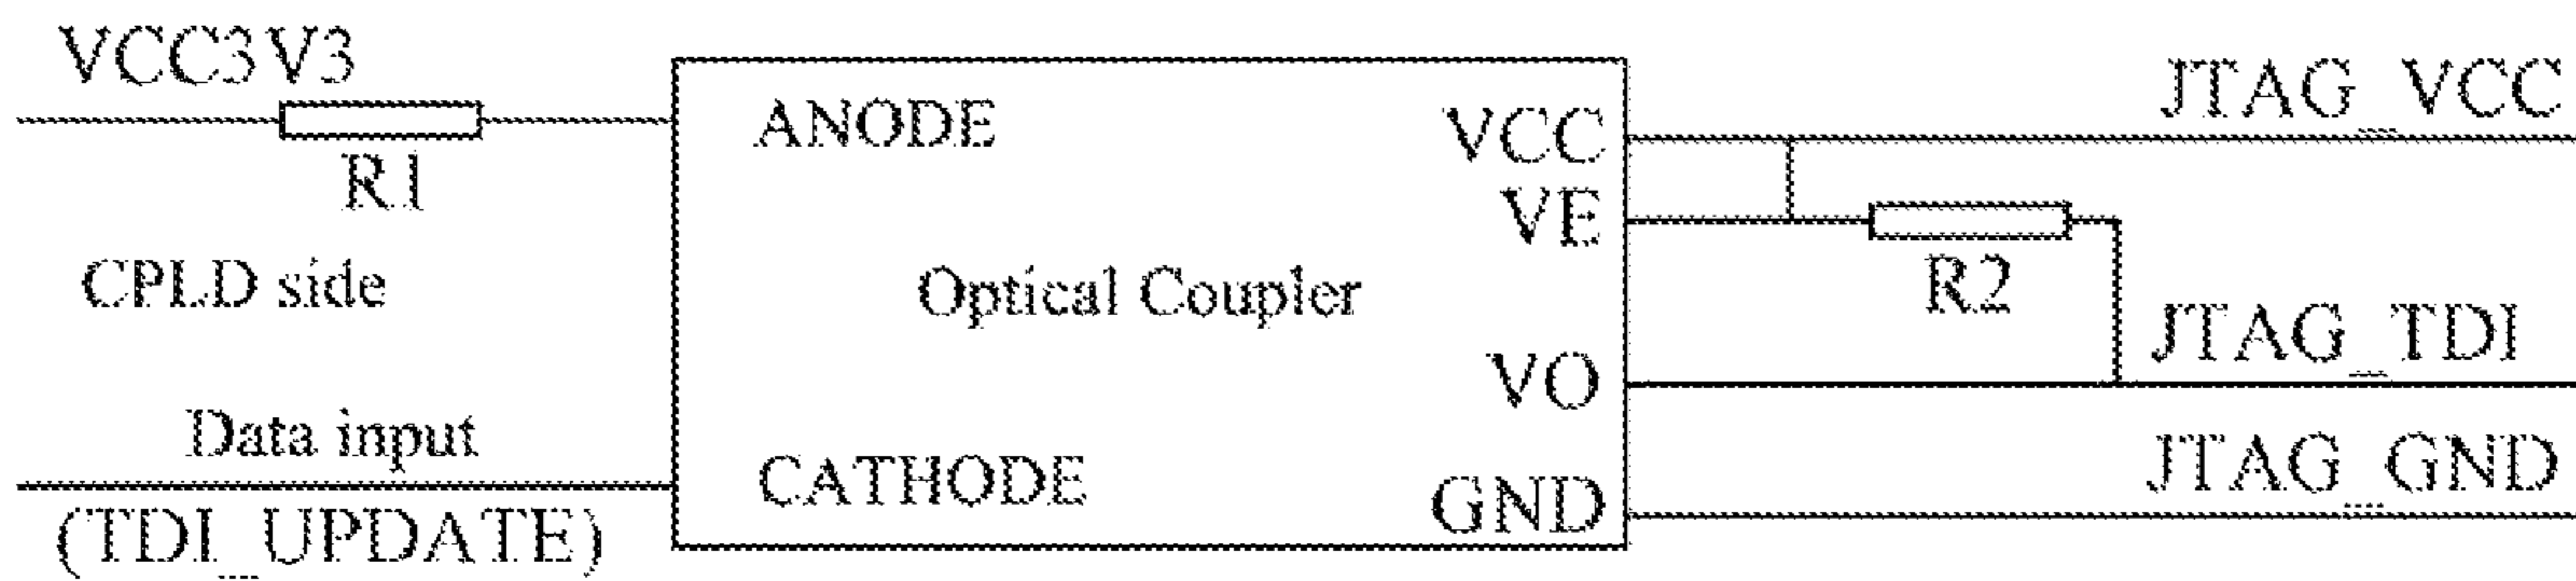 VCC3V3
R1
CPLD side
Data input
(TDI_UPDATE)
ANODE
Optical Coupler
CATHODE
VCC
VE
VO
GND
JTAG_VCC
R2
JTAG_TDI
JTAG_GND